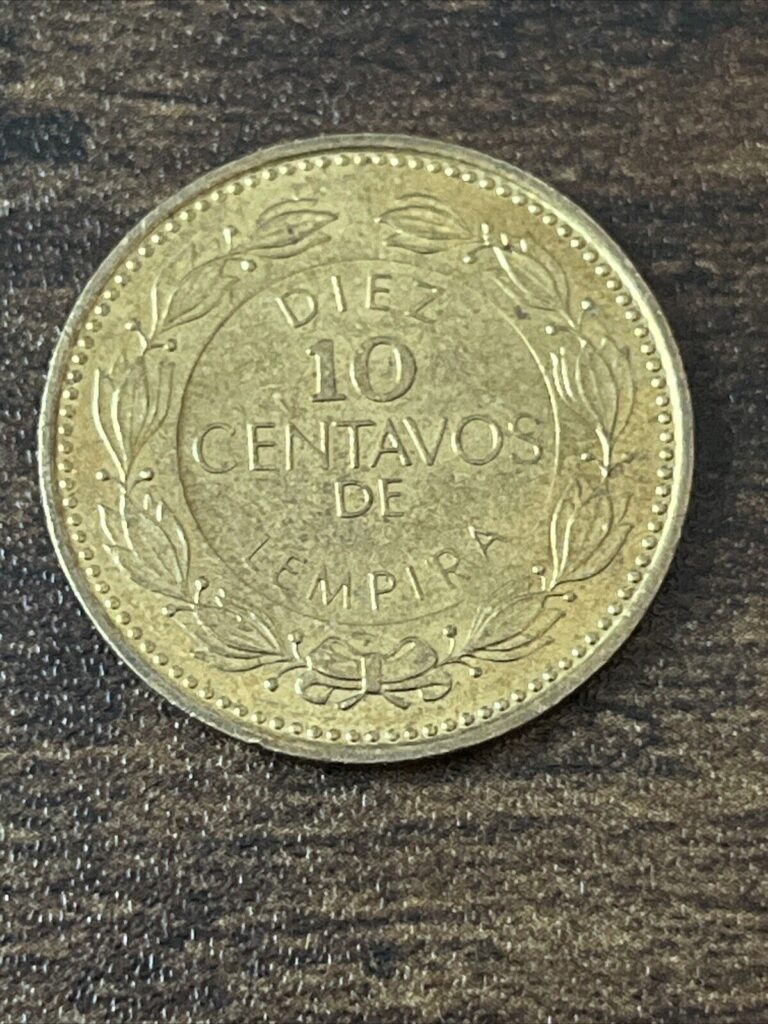 DIEZ
10
CENTAVOS
DE
LEMPIRA